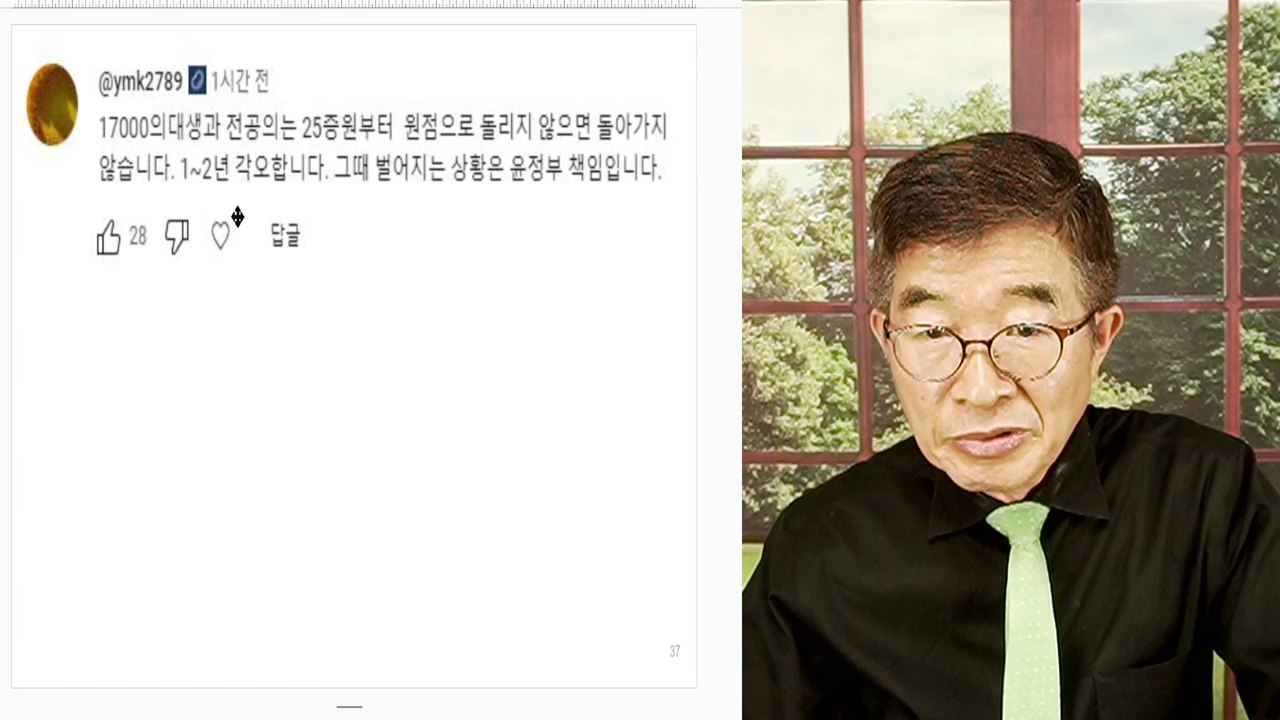 @ymk2789 1시간 전
17000의대생과 전공의는 25증원부터 원점으로 돌리지 않으면 돌아가지
않습니다. 1~2년 각오합니다. 그때 벌어지는 상황은 윤정부 책임입니다.
28 답글
37